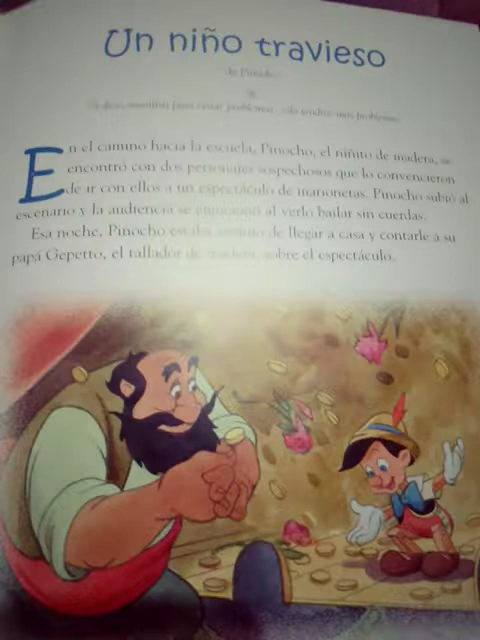 Un niño travieso
de Pinocho
Si dices mentiras para evitar problemas, sólo tendrás más problemas.
En el camino hacia la escuela, Pinocho, el niñito de madera, se
encontró con dos personajes sospechosos que lo convencieron
de ir con ellos a un espectáculo de marionetas. Pinocho subió al
escenario y la audiencia se emocionó al verlo bailar sin cuerdas.
Esa noche, Pinocho estaba ansioso de llegar a casa y contarle a su
papá Gepetto, el tallador de madera, sobre el espectáculo.